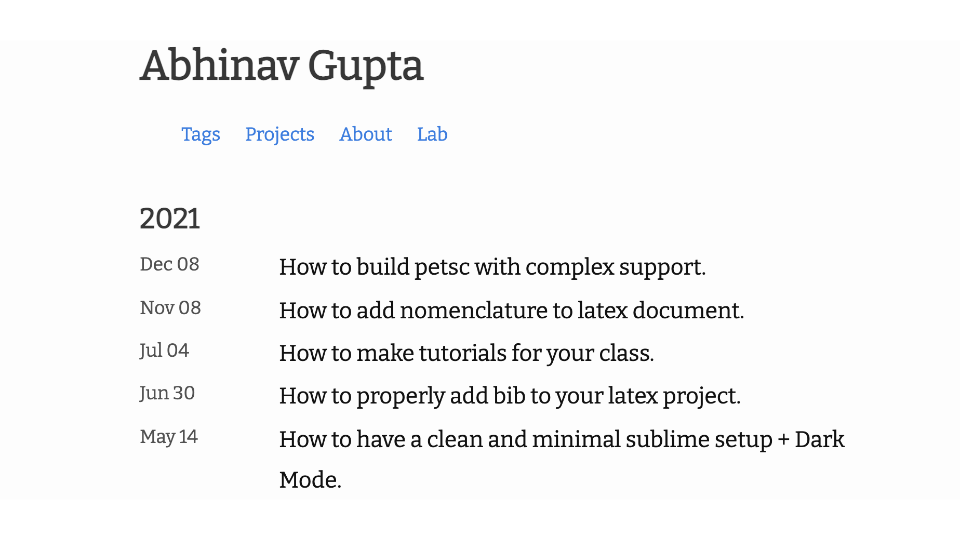 Abhinav Gupta
Tags Projects About Lab
2021
Dec 08 How to build petsc with complex support.
Nov 08 How to add nomenclature to latex document.
Jul 04 How to make tutorials for your class.
Jun 30 How to properly add bib to your latex project.
May 14 How to have a clean and minimal sublime setup + Dark
Mode.